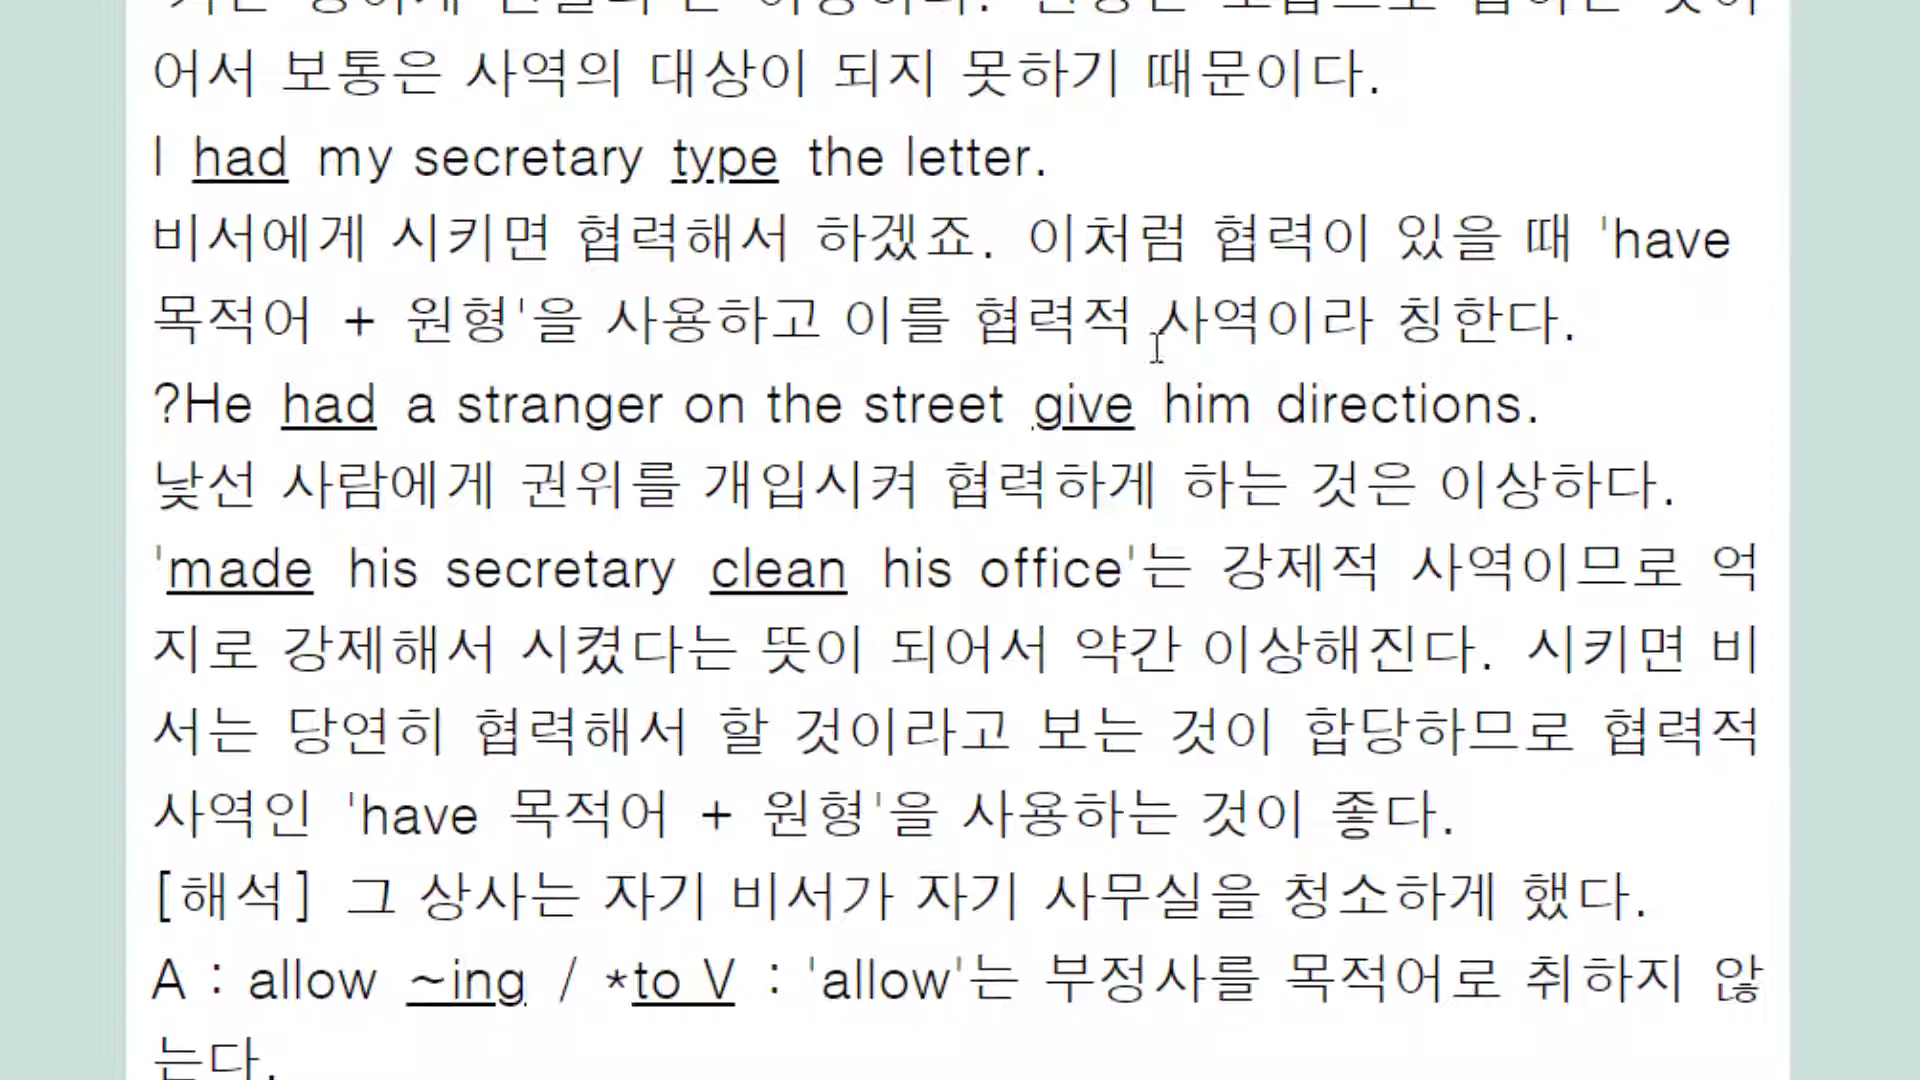 어서 보통은 사역의 대상이 되지 못하기 때문이다.
I had my secretary type the letter.
비서에게 시키면 협력해서 하겠죠. 이처럼 협력이 있을 때 'have
목적어 + 원형'을 사용하고 이를 협력적 사역이라 칭한다.
?He had a stranger on the street give him directions.
낯선 사람에게 권위를 개입시켜 협력하게 하는 것은 이상하다.
'made his secretary clean his office'는 강제적 사역이므로 억
지로 강제해서 시켰다는 뜻이 되어서 약간 이상해진다. 시키면 비
서는 당연히 협력해서 할 것이라고 보는 것이 합당하므로 협력적
사역인 'have 목적어 + 원형'을 사용하는 것이 좋다.
[해석] 그 상사는 자기 비서가 자기 사무실을 청소하게 했다.
A : allow ~ing / *to V : 'allow'는 부정사를 목적어로 취하지 않
는다.